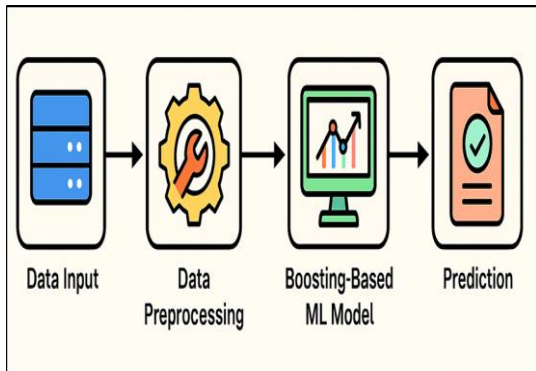 Data Input
Data
Preprocessing
Boosting-Based
ML Model
Prediction